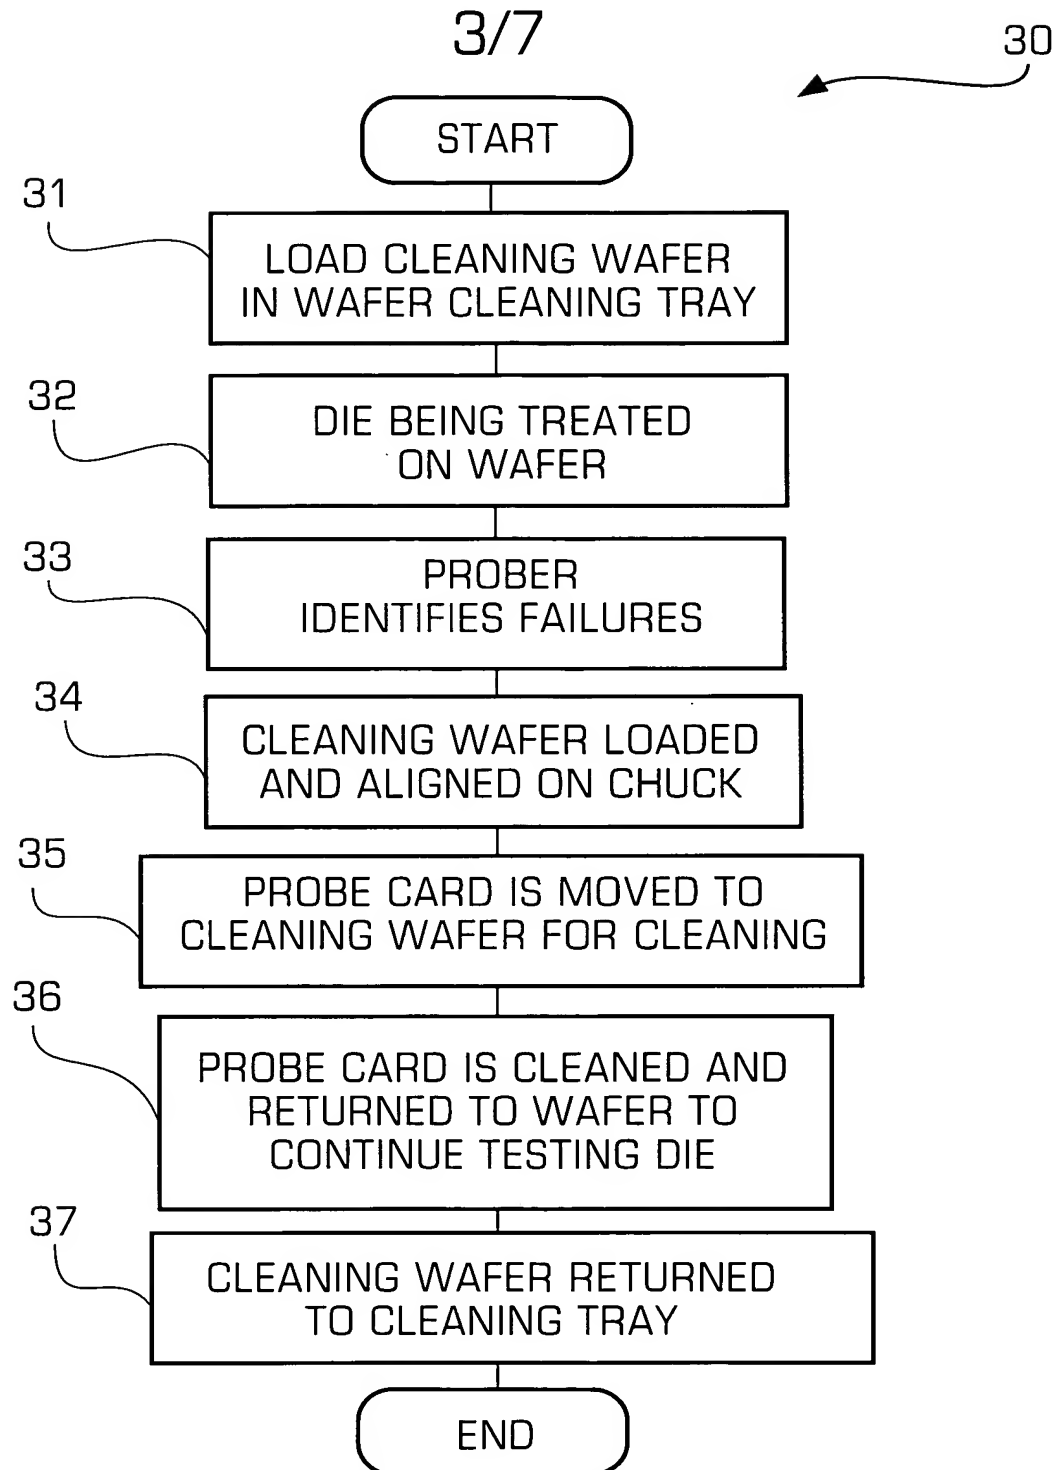 3/7
30
START
31
LOAD CLEANING WAFER
IN WAFER CLEANING TRAY
32
DIE BEING TREATED
ON WAFER
33
PROBER
IDENTIFIES FAILURES
34
CLEANING WAFER LOADED
AND ALIGNED ON CHUCK
35
PROBE CARD IS MOVED TO
CLEANING WAFER FOR CLEANING
36
PROBE CARD IS CLEANED AND
RETURNED TO WAFER TO
CONTINUE TESTING DIE
37
CLEANING WAFER RETURNED
TO CLEANING TRAY
END